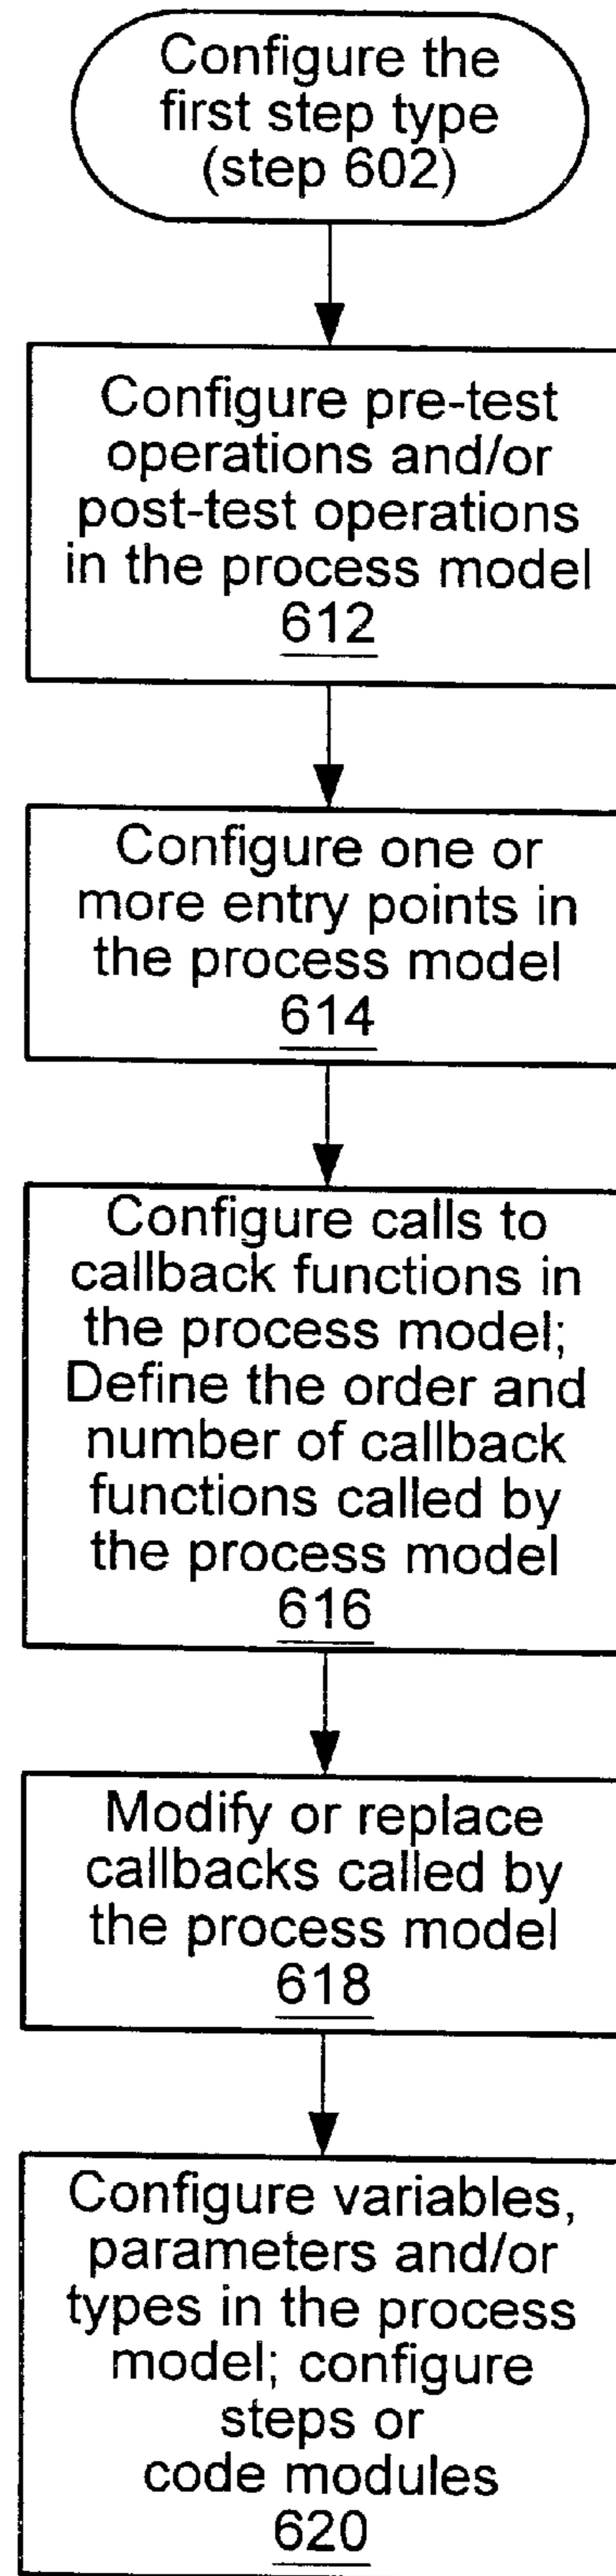 Configure the
first step type
(step 602)
Configure pre-test
operations and/or
post-test operations
in the process model
612
Configure one or
more entry points in
the process model
614
Configure calls to
callback functions in
the process model;
Define the order and
number of callback
functions called by
the process model
616
Modify or replace
callbacks called by
the process model
618
Configure variables,
parameters and/or
types in the process
model; configure
steps or
code modules
620